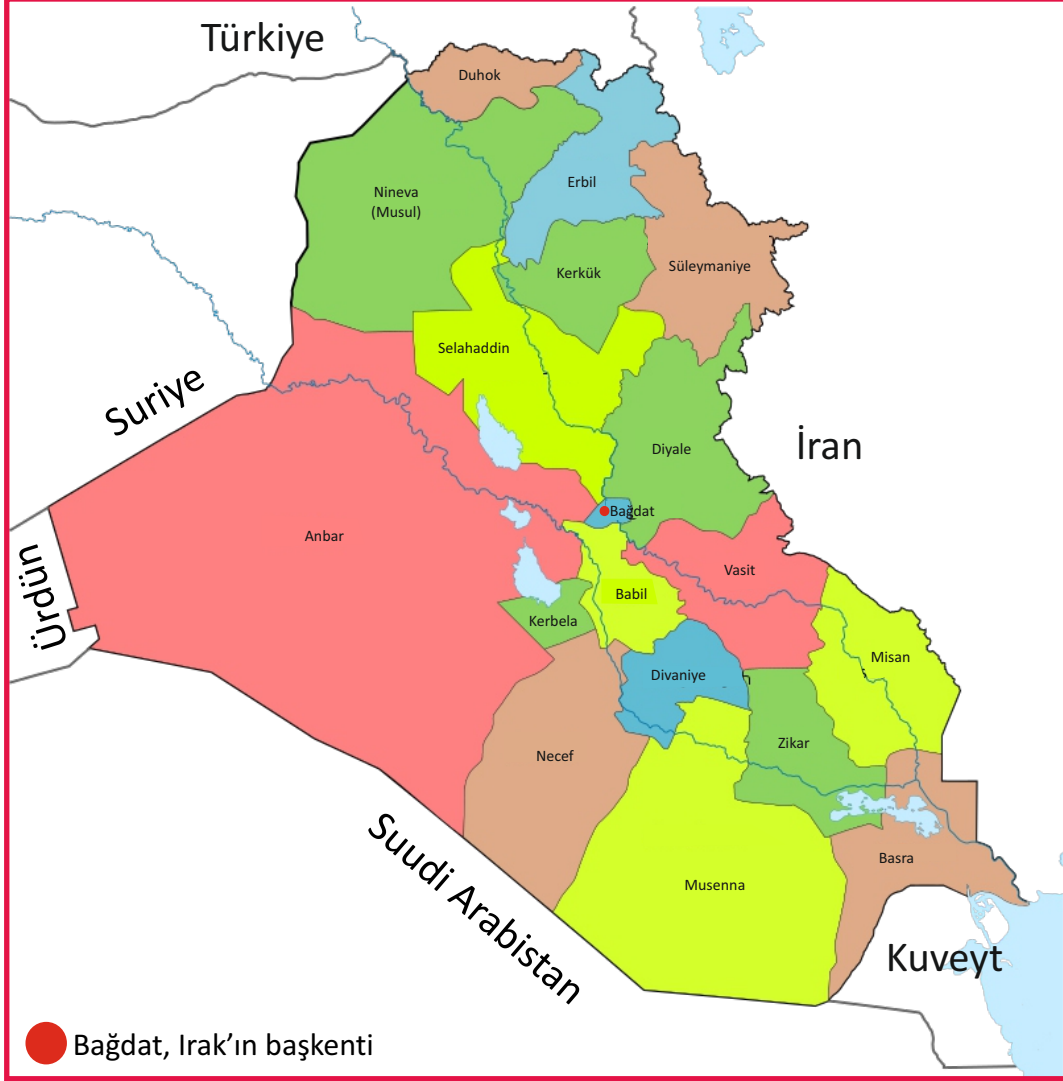 Türkiye
Duhok
Erbil
Nineva
(Musul)
Kerkük
Süleymaniye
Selahaddin
Suriye
İran
Diyale
Bağdat
Anbar
Ürdün
Vasit
Babil
Kerbela
Misan
Divaniye
Zikar
Necef
Suudi Arabistan
Basra
Musenna
Kuveyt
Bağdat, Irak’ın başkenti